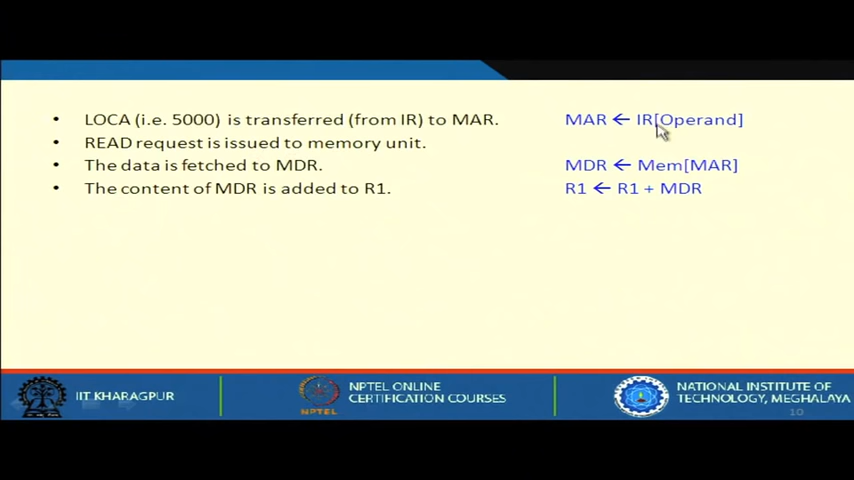 • LOCA (i.e. 5000) is transferred (from IR) to MAR. MAR ← IR[Operand]
• READ request is issued to memory unit.
• The data is fetched to MDR. MDR ← Mem[MAR]
• The content of MDR is added to R1. R1 ← R1 + MDR
IIT KHARAGPUR
NPTEL
NPTEL ONLINE
CERTIFICATION COURSES
NATIONAL INSTITUTE OF
TECHNOLOGY, MEGHALAYA
10